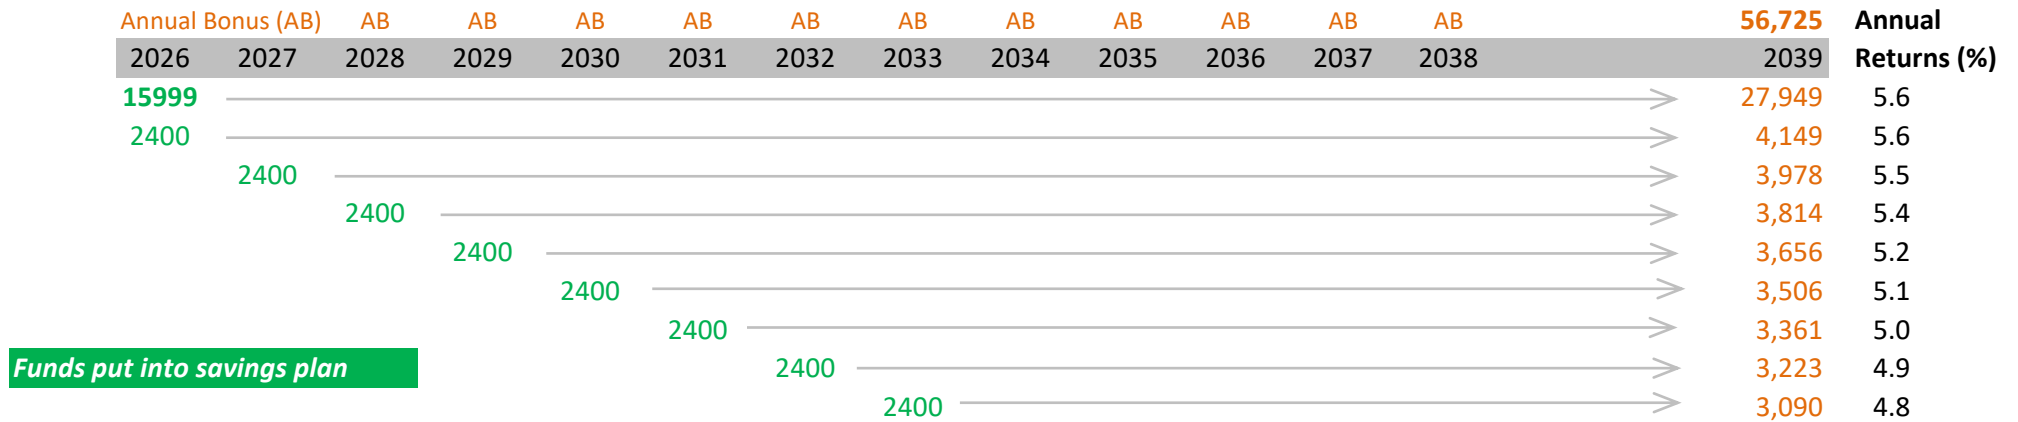 Annual Bonus (AB) AB AB AB AB AB AB AB AB AB AB AB 56,725 Annual
2026 2027 2028 2029 2030 2031 2032 2033 2034 2035 2036 2037 2038 2039 Returns (%)
15999 27,949 5.6
2400 4,149 5.6
2400 3,978 5.5
2400 3,814 5.4
2400 3,656 5.2
2400 3,506 5.1
2400 3,361 5.0
Funds put into savings plan 2400 3,223 4.9
2400 3,090 4.8